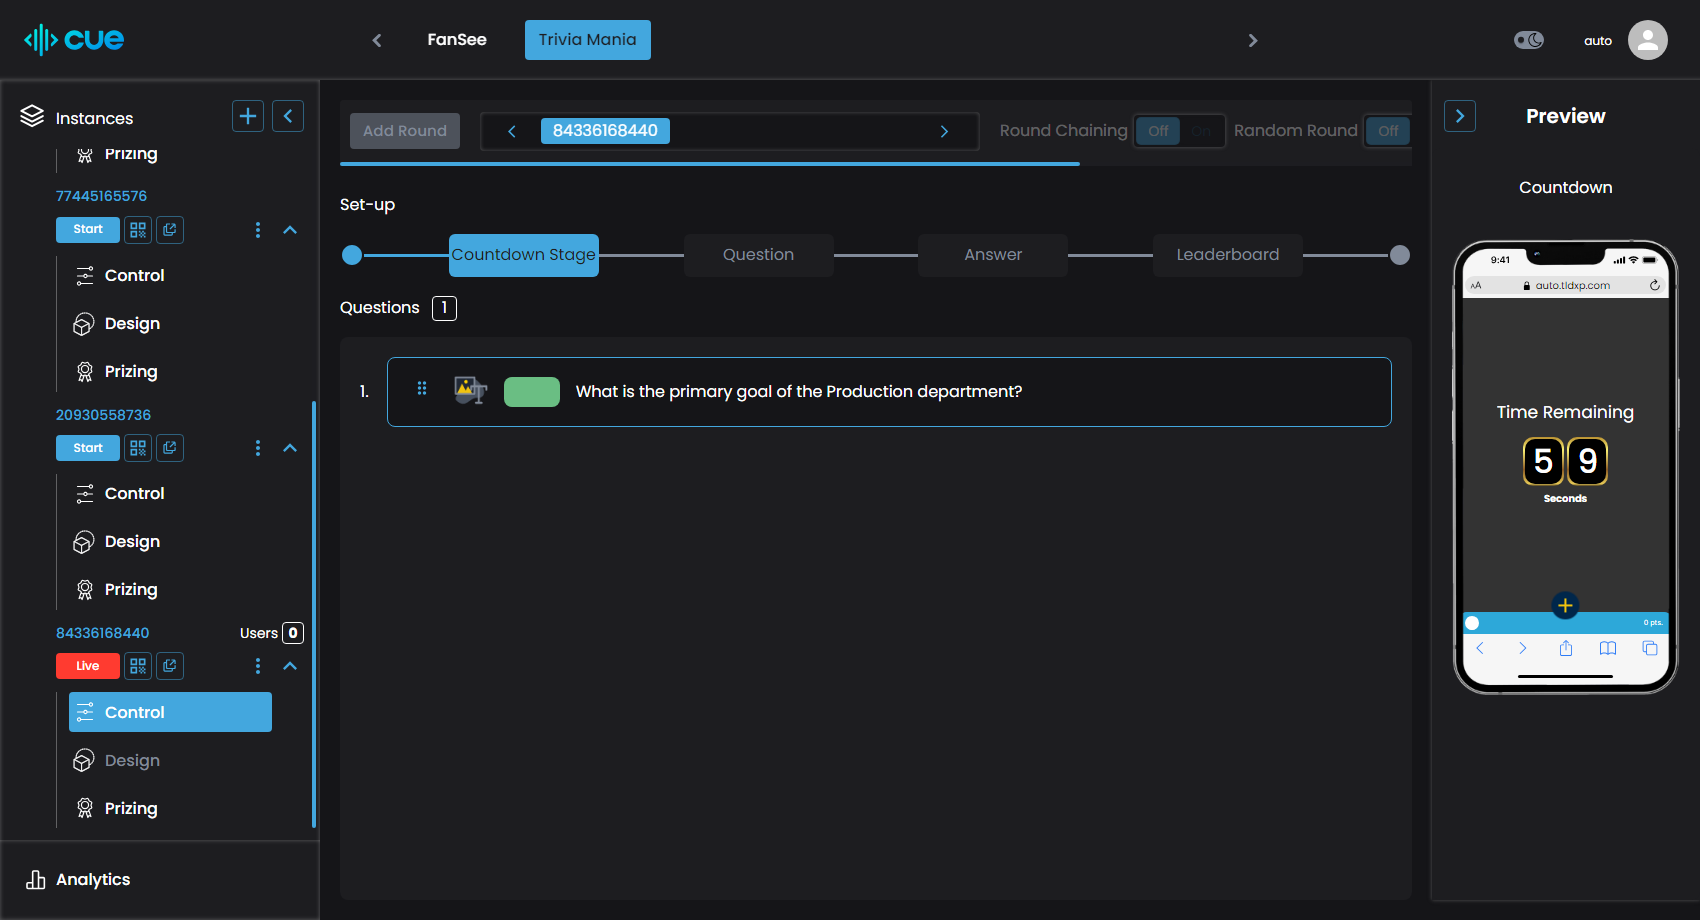 cue
FanSee
Trivia Mania
auto
Instances
Prizing
77445165576
Start
Control
Design
Prizing
20930558736
Start
Control
Design
Prizing
84336168440
Users 0
Live
Control
Design
Prizing
Analytics
Add Round
84336168440
Round Chaining
Off
On
Random Round
Off
Set-up
Countdown Stage
Question
Answer
Leaderboard
Questions 1
1.
What is the primary goal of the Production department?
Preview
Countdown
9:41
AA
auto.tldxp.com
Time Remaining
5 9
Seconds
0 pts.